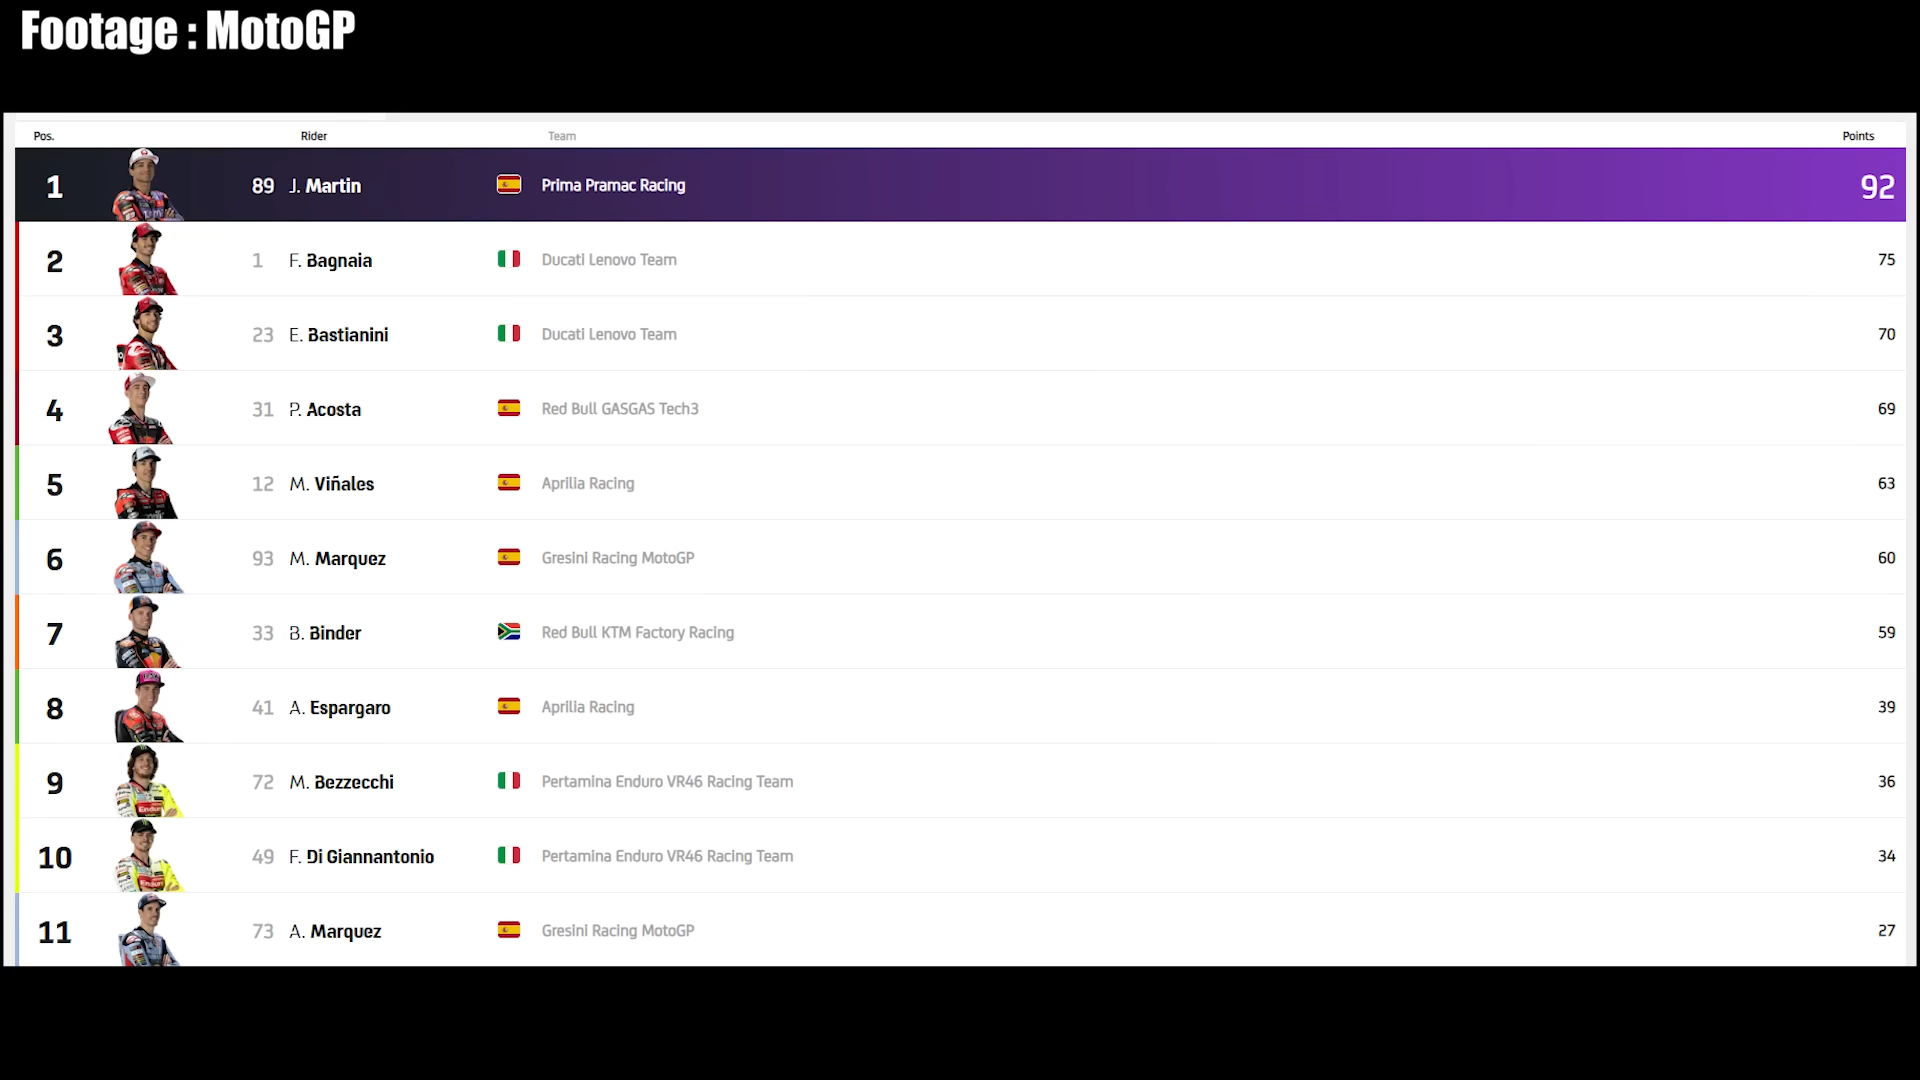 Footage : MotoGP
Pos. Rider Team Points
1 89 J. Martin Prima Pramac Racing 92
2 1 F. Bagnaia Ducati Lenovo Team 75
3 23 E. Bastianini Ducati Lenovo Team 70
4 31 P. Acosta Red Bull GASGAS Tech3 69
5 12 M. Viñales Aprilia Racing 63
6 93 M. Marquez Gresini Racing MotoGP 60
7 33 B. Binder Red Bull KTM Factory Racing 59
8 41 A. Espargaro Aprilia Racing 39
9 72 M. Bezzecchi Pertamina Enduro VR46 Racing Team 36
10 49 F. Di Giannantonio Pertamina Enduro VR46 Racing Team 34
11 73 A. Marquez Gresini Racing MotoGP 27